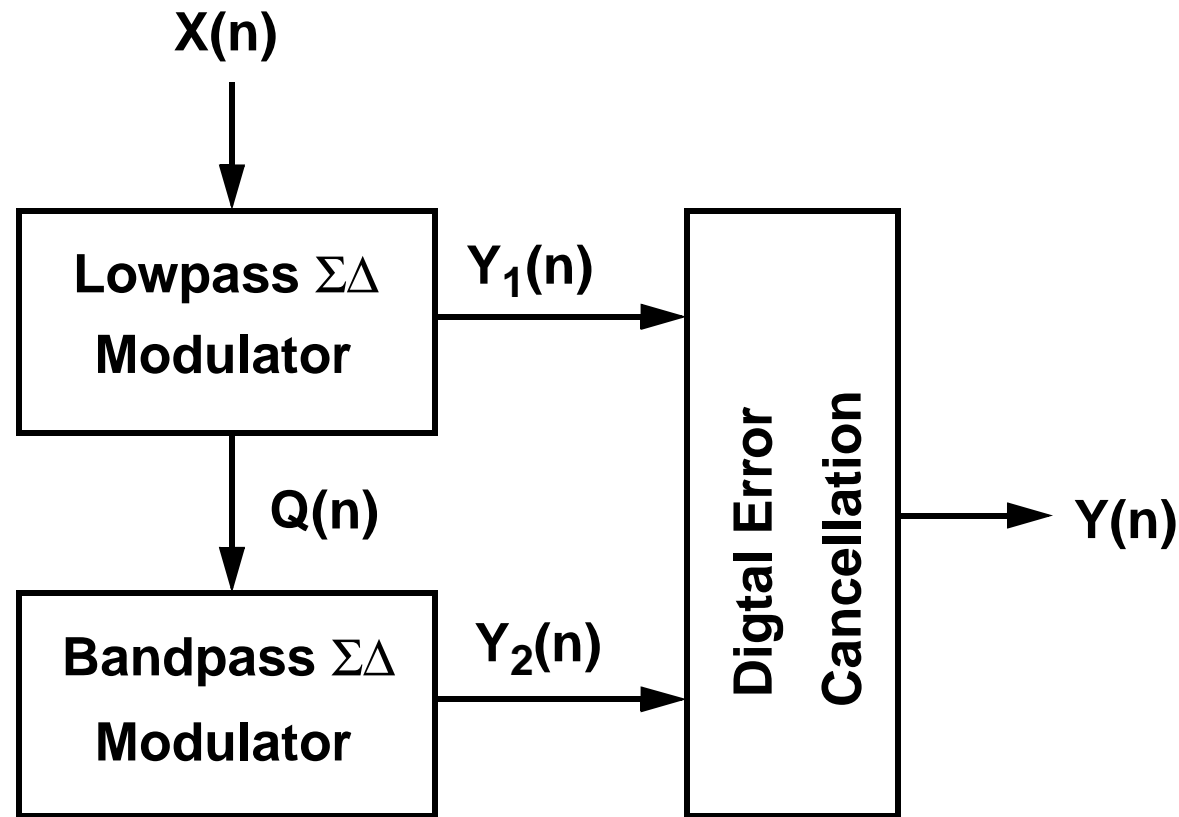 X(n)
Lowpass ΣΔ
Modulator
Y₁(n)
Q(n)
Bandpass ΣΔ
Modulator
Y₂(n)
Digtal Error
Cancellation
Y(n)